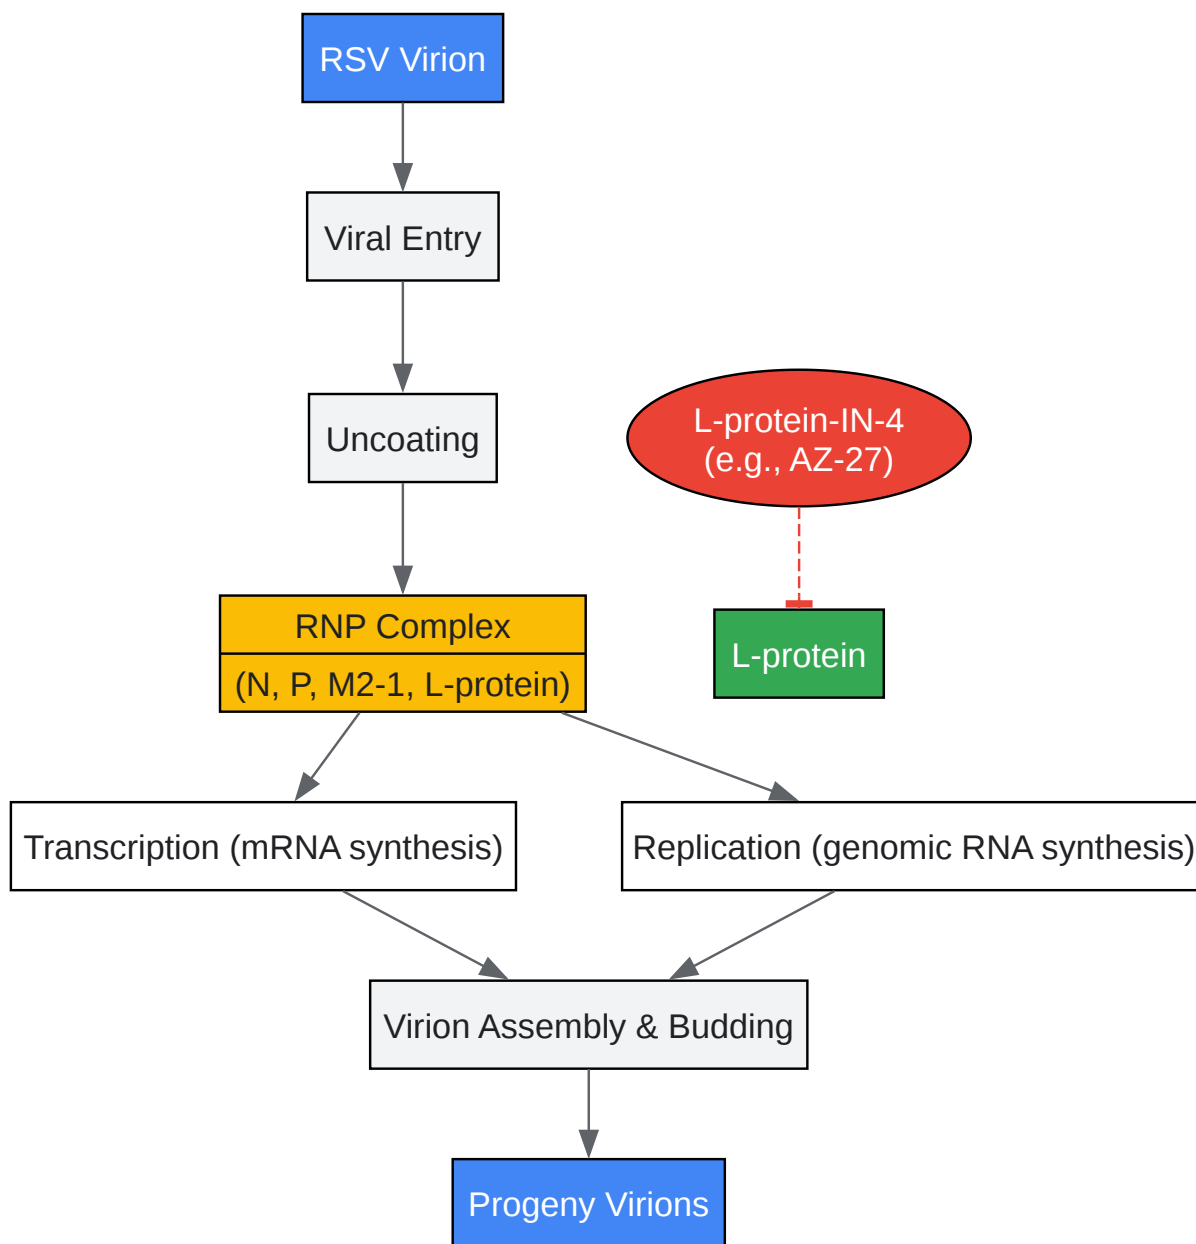 RSV Virion
Viral Entry
Uncoating
L-protein-IN-4
(e.g., AZ-27)
RNP Complex
(N, P, M2-1, L-protein)
L-protein
Transcription (mRNA synthesis)
Replication (genomic RNA synthesis)
Virion Assembly & Budding
Progeny Virions